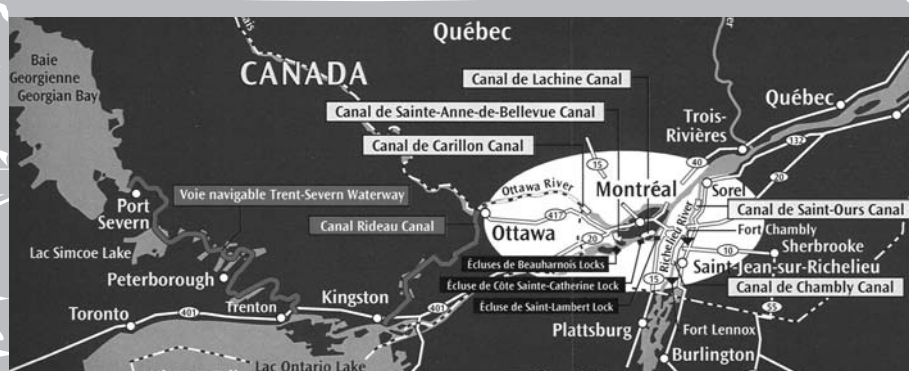 Québec
Baie
Georgienne
Georgian Bay
CANADA
Canal de Lachine Canal
Canal de Sainte-Anne-de-Bellevue Canal
Canal de Carillon Canal
Québec
Trois-
Rivières
132
15
40
20
Ottawa River
Montréal
Sorel
Voie navigable Trent-Severn Waterway
Port
Severn
Canal Rideau Canal
417
Ottawa
20
Richelieu River
Canal de Saint-Ours Canal
Fort Chambly
10
Sherbrooke
Lac Simcoe Lake
Écluses de Beauharnois Locks
Saint-Jean-sur-Richelieu
Peterborough
Écluse de Côte Sainte-Catherine Lock
15
Canal de Chambly Canal
Trenton
Kingston
401
Écluse de Saint-Lambert Lock
55
Toronto
401
Plattsburg
Fort Lennox
Lac Ontario Lake
Burlington